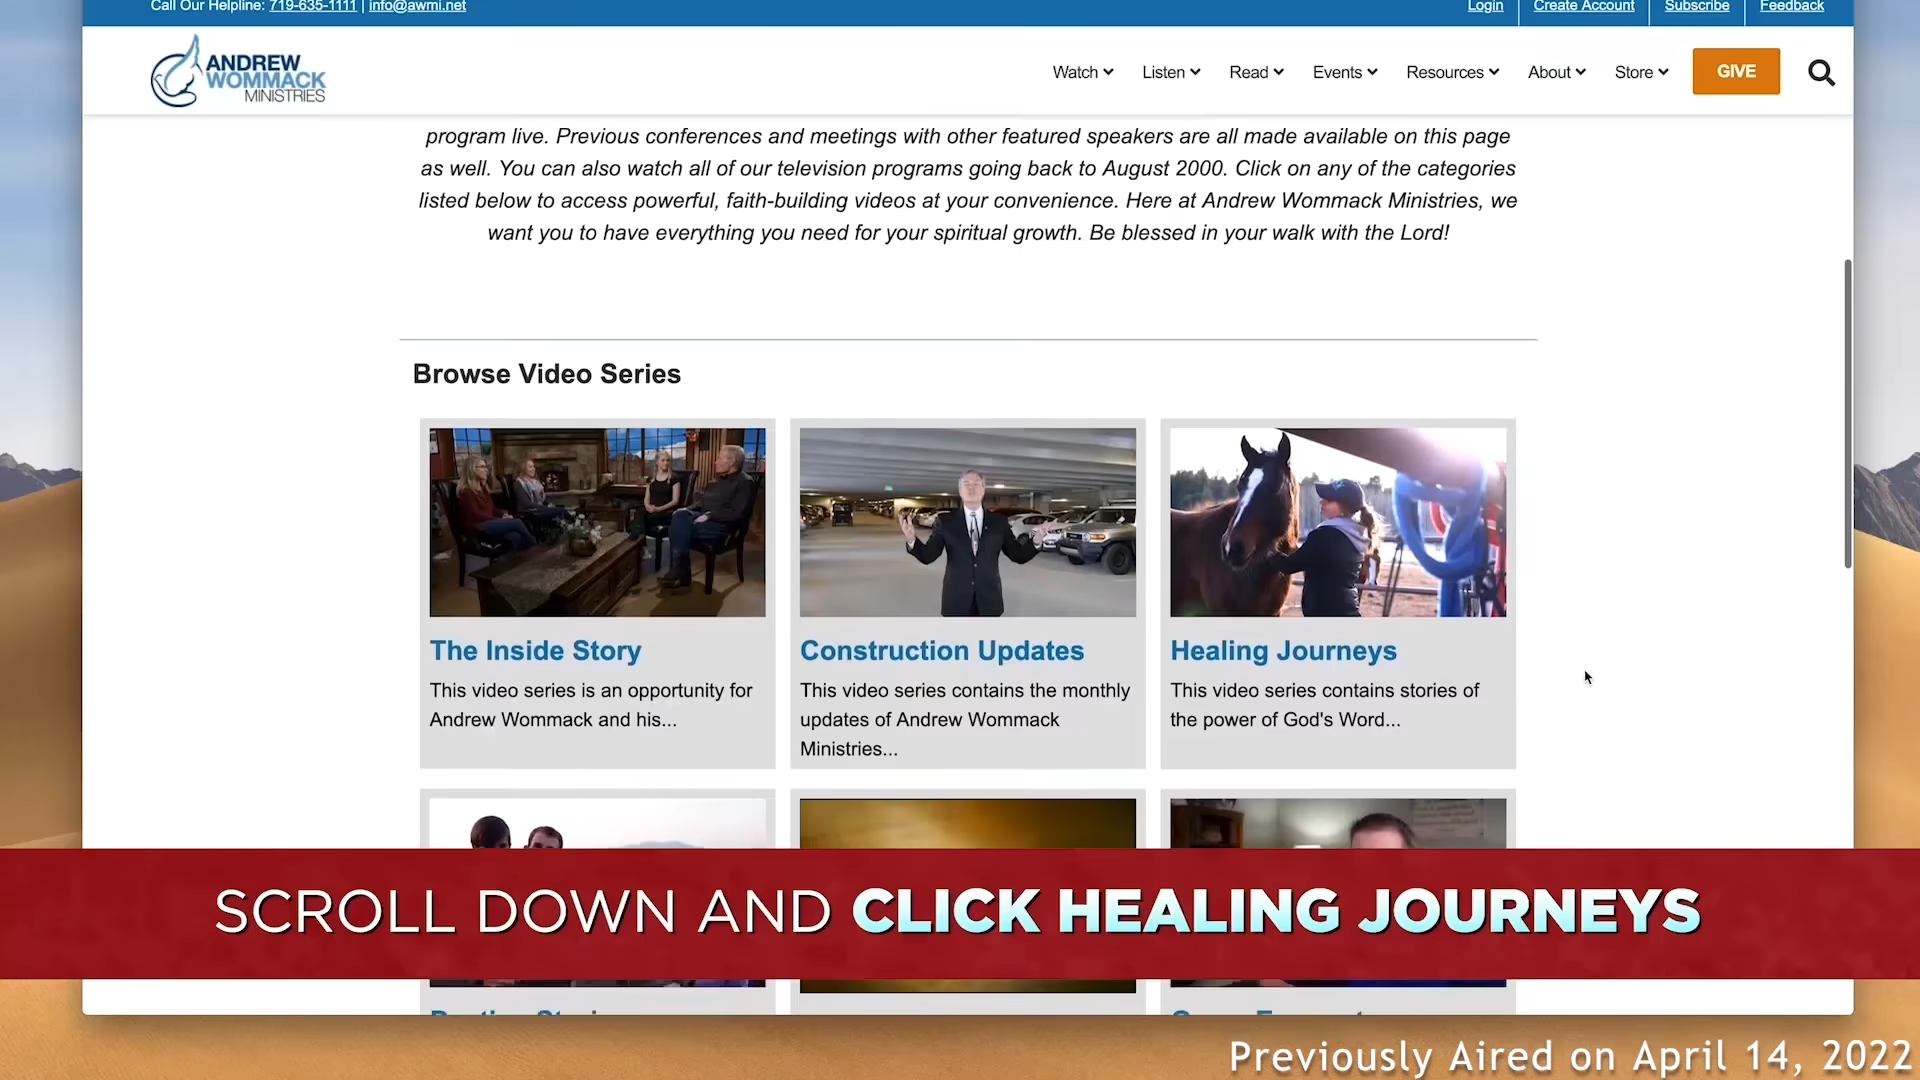 Call Our Helpline: 719-635-1111 | info@awmi.net
Login
Create Account
Subscribe
Feedback
ANDREW
WOMMACK
MINISTRIES
Watch
Listen
Read
Events
Resources
About
Store
GIVE
program live. Previous conferences and meetings with other featured speakers are all made available on this page
as well. You can also watch all of our television programs going back to August 2000. Click on any of the categories
listed below to access powerful, faith-building videos at your convenience. Here at Andrew Wommack Ministries, we
want you to have everything you need for your spiritual growth. Be blessed in your walk with the Lord!
Browse Video Series
The Inside Story
This video series is an opportunity for
Andrew Wommack and his...
Construction Updates
This video series contains the monthly
updates of Andrew Wommack
Ministries...
Healing Journeys
This video series contains stories of
the power of God's Word...
SCROLL DOWN AND CLICK HEALING JOURNEYS
Previously Aired on April 14, 2022